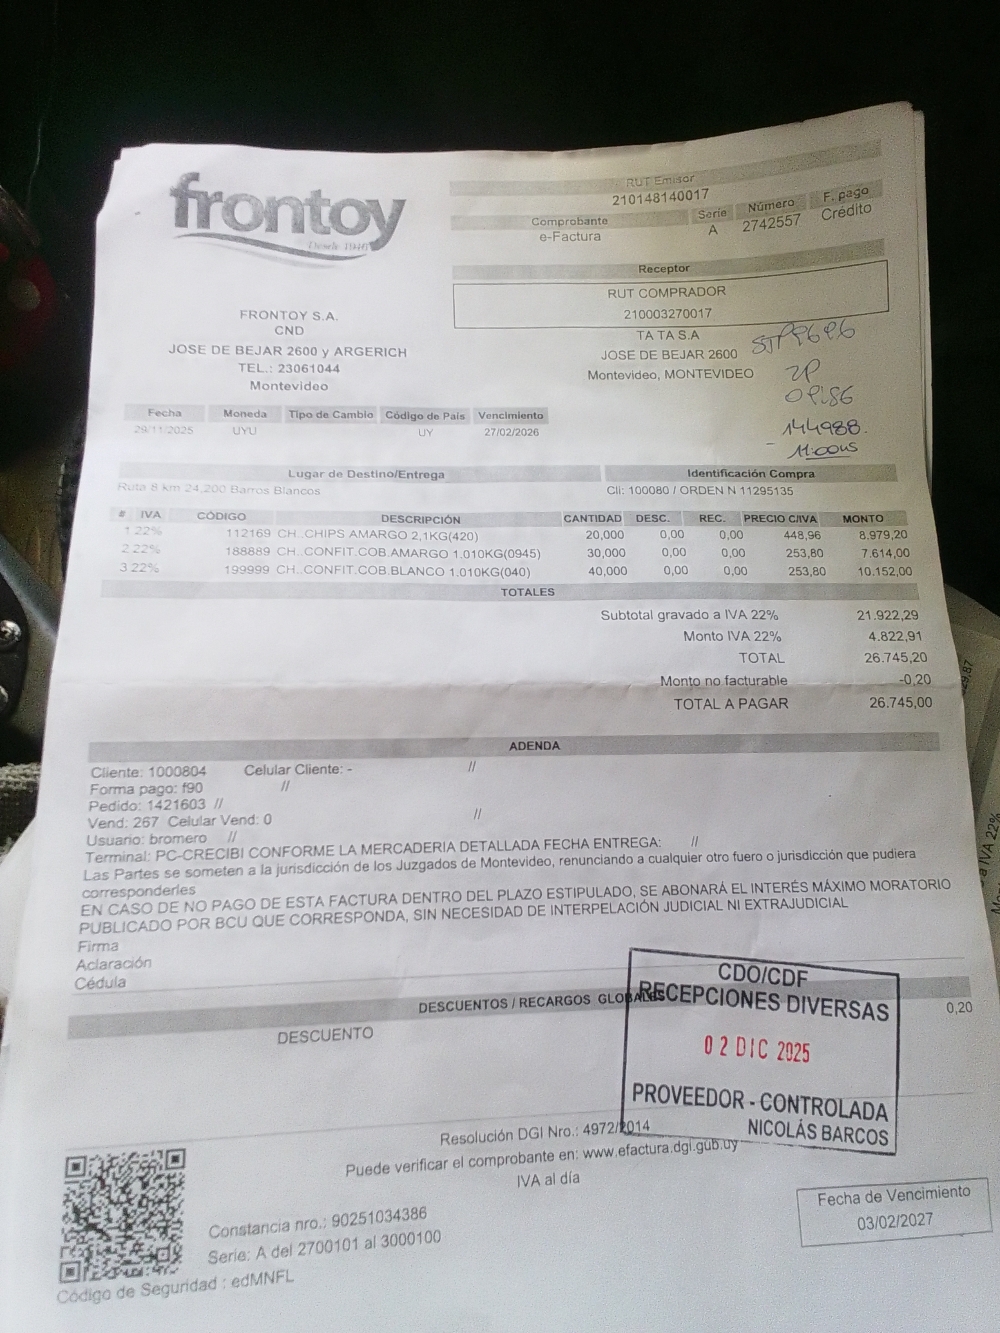 frontoy
Desde 1946
RUT Emisor
210148140017
Comprobante Serie Número F. pago
e-Factura A 2742557 Crédito
Receptor
RUT COMPRADOR
210003270017
FRONTOY S.A.
CND
JOSE DE BEJAR 2600 y ARGERICH
TEL.: 23061044
Montevideo
TA TA S.A
JOSE DE BEJAR 2600
Montevideo, MONTEVIDEO
144988.
Fecha Moneda Tipo de Cambio Código de País Vencimiento
29/11/2025 UYU UY 27/02/2026
Lugar de Destino/Entrega Identificación Compra
Ruta 8 km 24,200 Barros Blancos Cli: 100080 / ORDEN N 11295135
# IVA CÓDIGO DESCRIPCIÓN CANTIDAD DESC. REC. PRECIO C/IVA MONTO
1 22% 112169 CH..CHIPS AMARGO 2,1KG(420) 20,000 0,00 0,00 448,96 8.979,20
2 22% 188889 CH..CONFIT.COB.AMARGO 1.010KG(0945) 30,000 0,00 0,00 253,80 7.614,00
3 22% 199999 CH..CONFIT.COB.BLANCO 1.010KG(040) 40,000 0,00 0,00 253,80 10.152,00
TOTALES
Subtotal gravado a IVA 22% 21.922,29
Monto IVA 22% 4.822,91
TOTAL 26.745,20
Monto no facturable -0,20
TOTAL A PAGAR 26.745,00
ADENDA
Cliente: 1000804 Celular Cliente: - //
Forma pago: f90 //
Pedido: 1421603 //
Vend: 267 Celular Vend: 0 //
Usuario: bromero //
Terminal: PC-CRECIBI CONFORME LA MERCADERIA DETALLADA FECHA ENTREGA: //
Las Partes se someten a la jurisdicción de los Juzgados de Montevideo, renunciando a cualquier otro fuero o jurisdicción que pudiera
corresponderles
EN CASO DE NO PAGO DE ESTA FACTURA DENTRO DEL PLAZO ESTIPULADO, SE ABONARÁ EL INTERÉS MÁXIMO MORATORIO
PUBLICADO POR BCU QUE CORRESPONDA, SIN NECESIDAD DE INTERPELACIÓN JUDICIAL NI EXTRAJUDICIAL
Firma
Aclaración
Cédula
DESCUENTOS / RECARGOS GLOBALES
DESCUENTO 0,20
CDO/CDF
RECEPCIONES DIVERSAS
02 DIC 2025
PROVEEDOR - CONTROLADA
NICOLÁS BARCOS
Resolución DGI Nro.: 4972/2014
Puede verificar el comprobante en: www.efactura.dgi.gub.uy
IVA al día
Constancia nro.: 90251034386
Serie: A del 2700101 al 3000100
Código de Seguridad : edMNFL
Fecha de Vencimiento
03/02/2027
IVA 22%